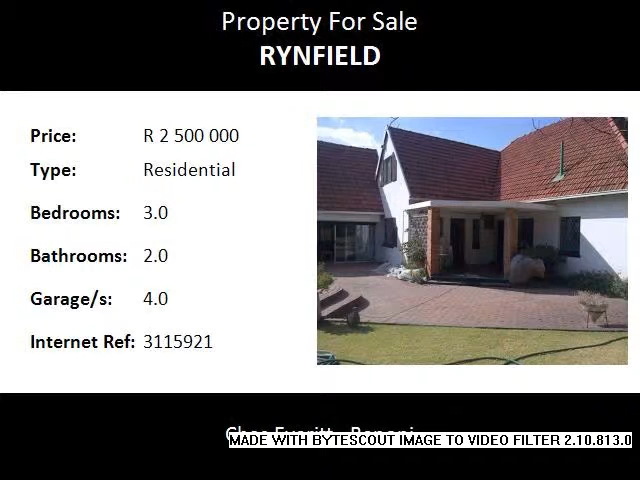 Property For Sale
RYNFIELD
Price: R 2 500 000
Type: Residential
Bedrooms: 3.0
Bathrooms: 2.0
Garage/s: 4.0
Internet Ref: 3115921
MADE WITH BYTESCOUT IMAGE TO VIDEO FILTER 2.10.813.0